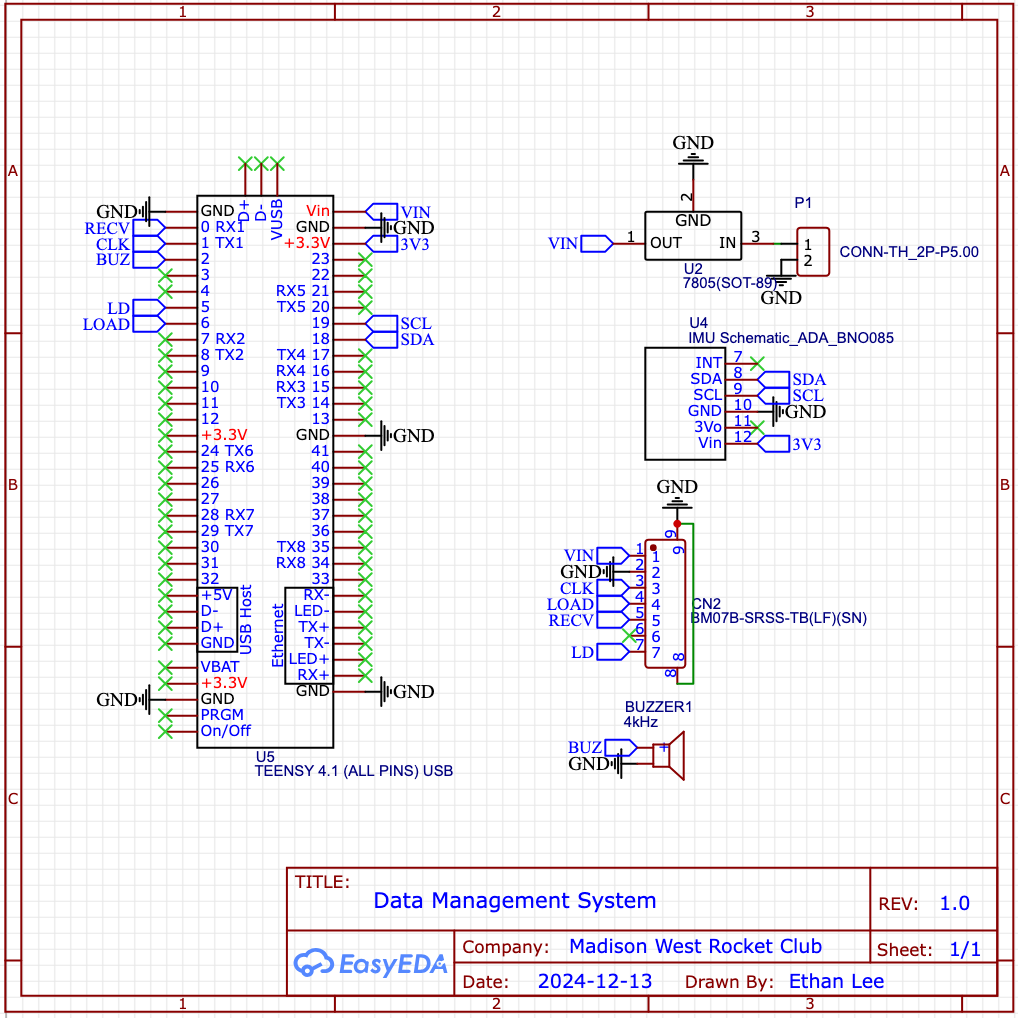 1 2 3
A A
B B
C C
GND
RECV
CLK
BUZ
LD
LOAD
GND
D+
D-
VUSB
GND
0 RX1
1 TX1
2
3
4
5
6
7 RX2
8 TX2
9
10
11
12
+3.3V
24 TX6
25 RX6
26
27
28 RX7
29 TX7
30
31
32
+5V
D-
D+
GND
USB Host
VBAT
+3.3V
GND
PRGM
On/Off
Vin
GND
+3.3V
23
22
RX5 21
TX5 20
19
18
TX4 17
RX4 16
RX3 15
TX3 14
13
GND
41
40
39
38
37
36
TX8 35
RX8 34
33
RX-
LED-
TX+
TX-
LED+
RX+
Ethernet
GND
VIN
GND
3V3
SCL
SDA
GND
GND
U5
TEENSY 4.1 (ALL PINS) USB
GND
2
GND
VIN 1 OUT IN 3
U2
7805(SOT-89)
P1
1
2
CONN-TH_2P-P5.00
GND
U4
IMU Schematic_ADA_BNO085
INT 7
SDA 8 SDA
SCL 9 SCL
GND 10 GND
3Vo 11
Vin 12 3V3
GND
9
9
VIN 1 1
GND 2 2
CLK 3 3
LOAD 4 4
RECV 5 5
6 6
LD 7 7
8
8
CN2
BM07B-SRSS-TB(LF)(SN)
BUZZER1
4kHz
BUZ +
GND
TITLE:
Data Management System
REV: 1.0
EasyEDA
Company: Madison West Rocket Club
Sheet: 1/1
Date: 2024-12-13 Drawn By: Ethan Lee
1 2 3